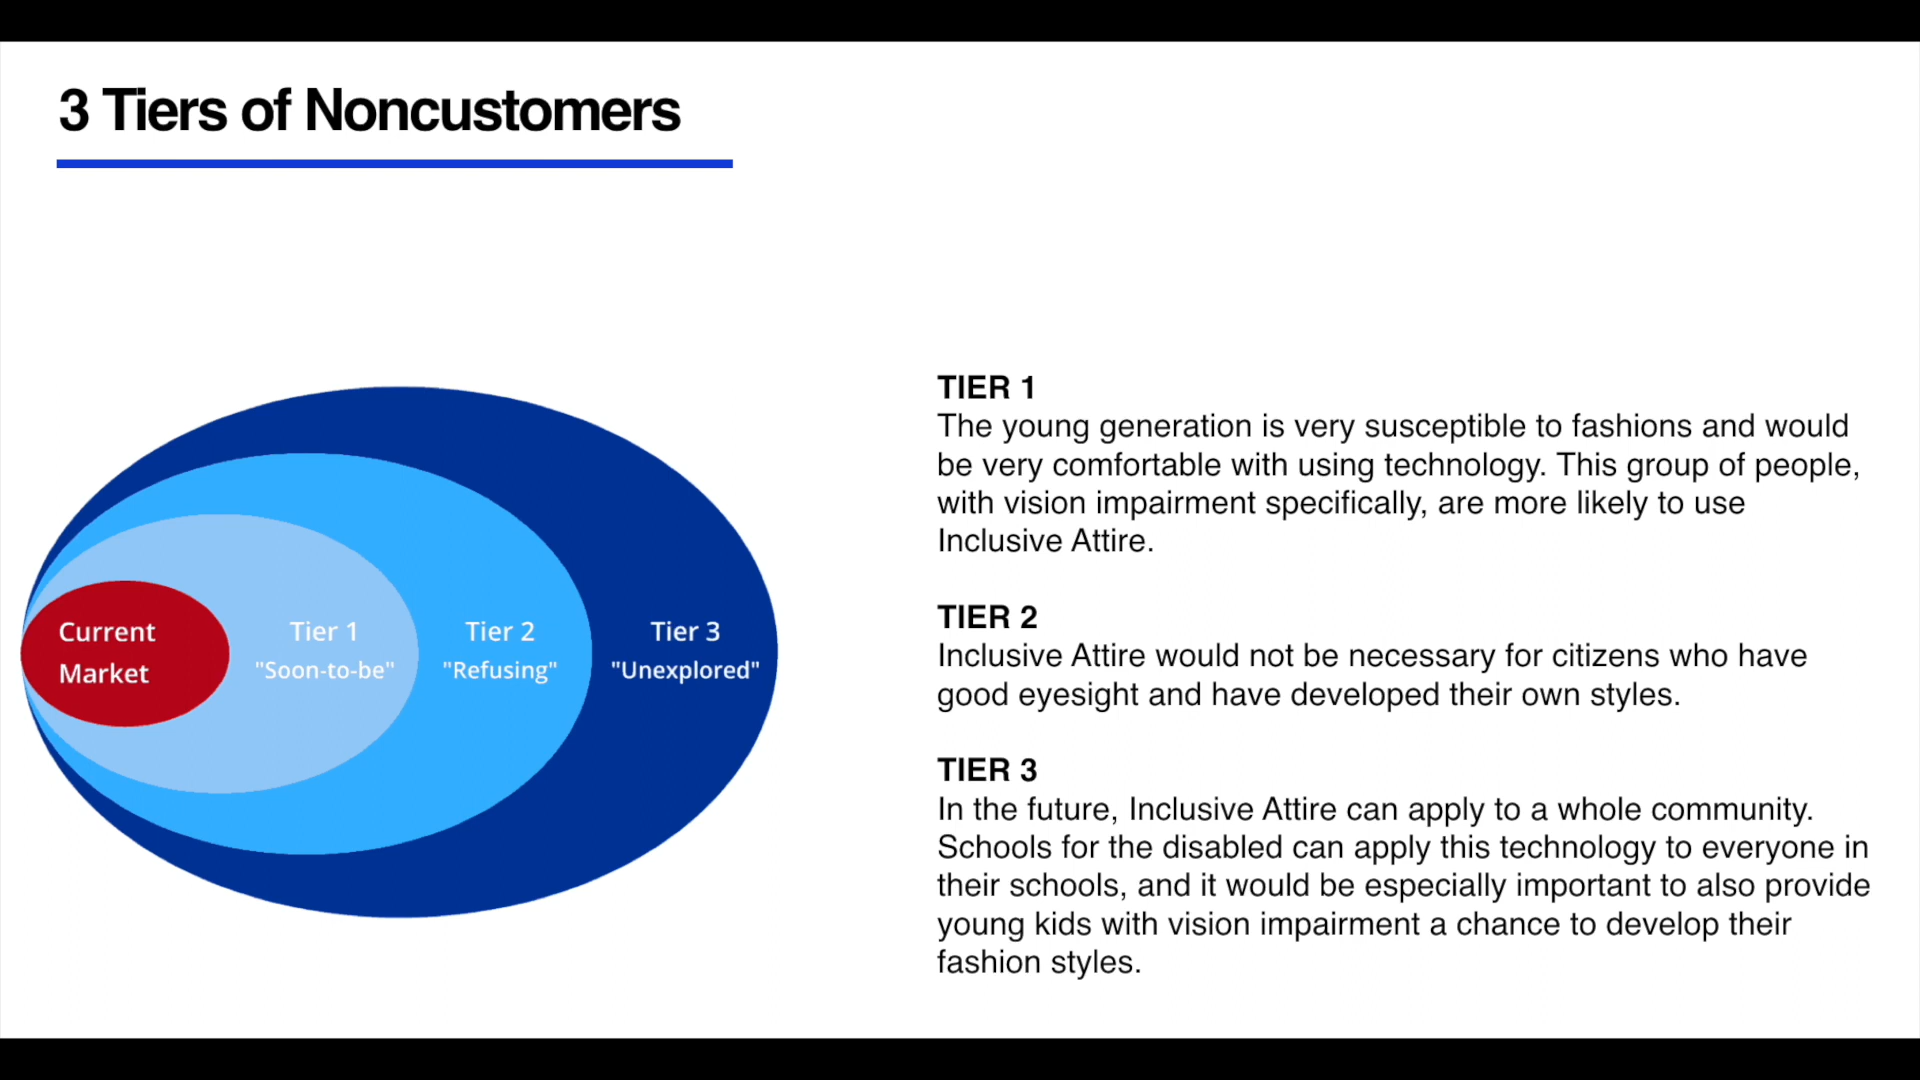 3 Tiers of Noncustomers
Current
Market
Tier 1
"Soon-to-be"
Tier 2
"Refusing"
Tier 3
"Unexplored"
TIER 1
The young generation is very susceptible to fashions and would
be very comfortable with using technology. This group of people,
with vision impairment specifically, are more likely to use
Inclusive Attire.
TIER 2
Inclusive Attire would not be necessary for citizens who have
good eyesight and have developed their own styles.
TIER 3
In the future, Inclusive Attire can apply to a whole community.
Schools for the disabled can apply this technology to everyone in
their schools, and it would be especially important to also provide
young kids with vision impairment a chance to develop their
fashion styles.